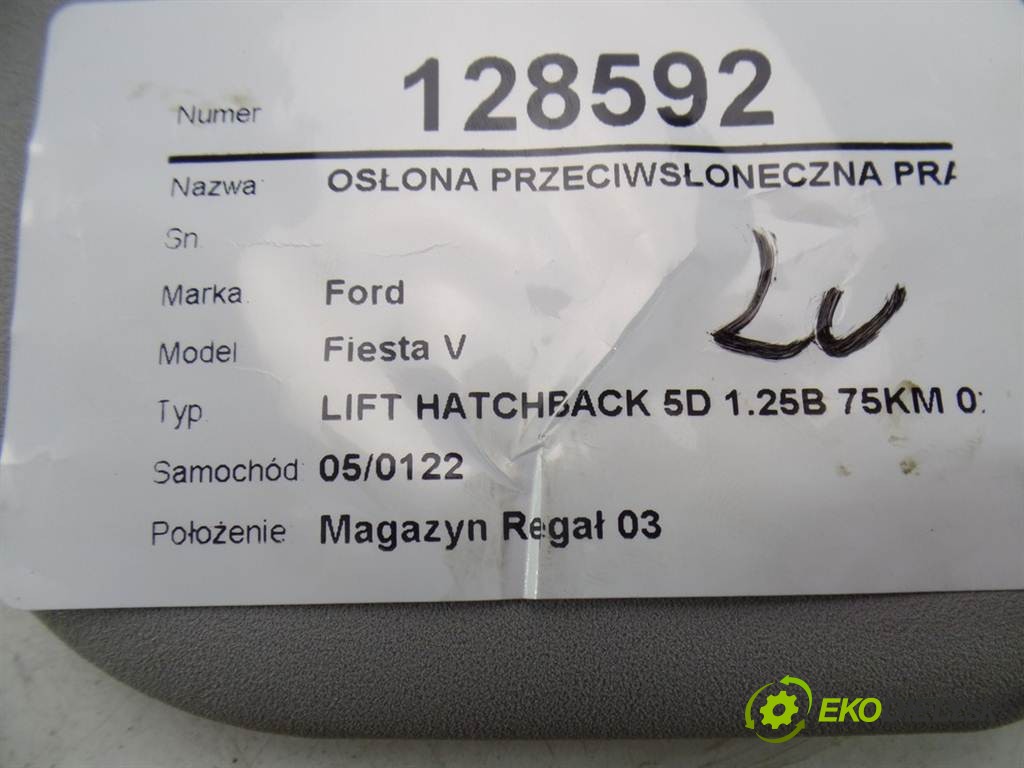 Numer 128592
Nazwa: OSŁONA PRZECIWSŁONECZNA PRA
Sn.
Marka: Ford
Model Fiesta V
Typ: LIFT HATCHBACK 5D 1.25B 75KM
Samochód: 05/0122
Położenie: Magazyn Regał 03
EKO